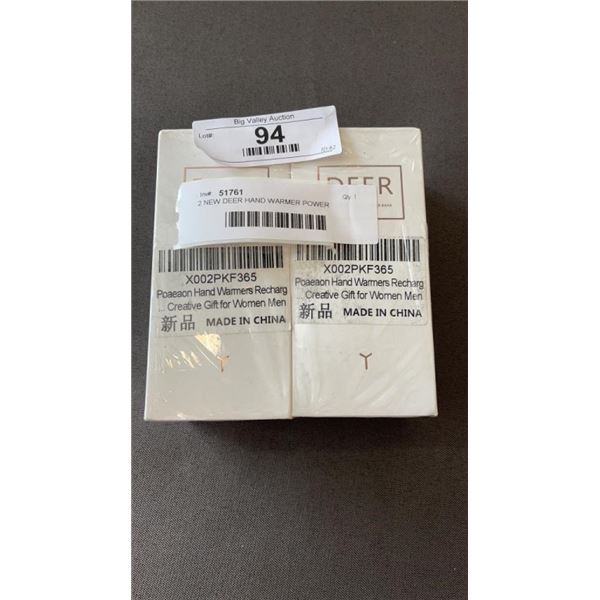 Big Valley Auction
Lot#:
94
Inv#: 51761
Qty: 1
2 NEW DEER HAND WARMER POWER
DEER
X002PKF365
Poaeaon Hand Warmers Recharg
... Creative Gift for Women Men
新品 MADE IN CHINA
X002PKF365
Poaeaon Hand Warmers Recharg
... Creative Gift for Women Men
新品 MADE IN CHINA